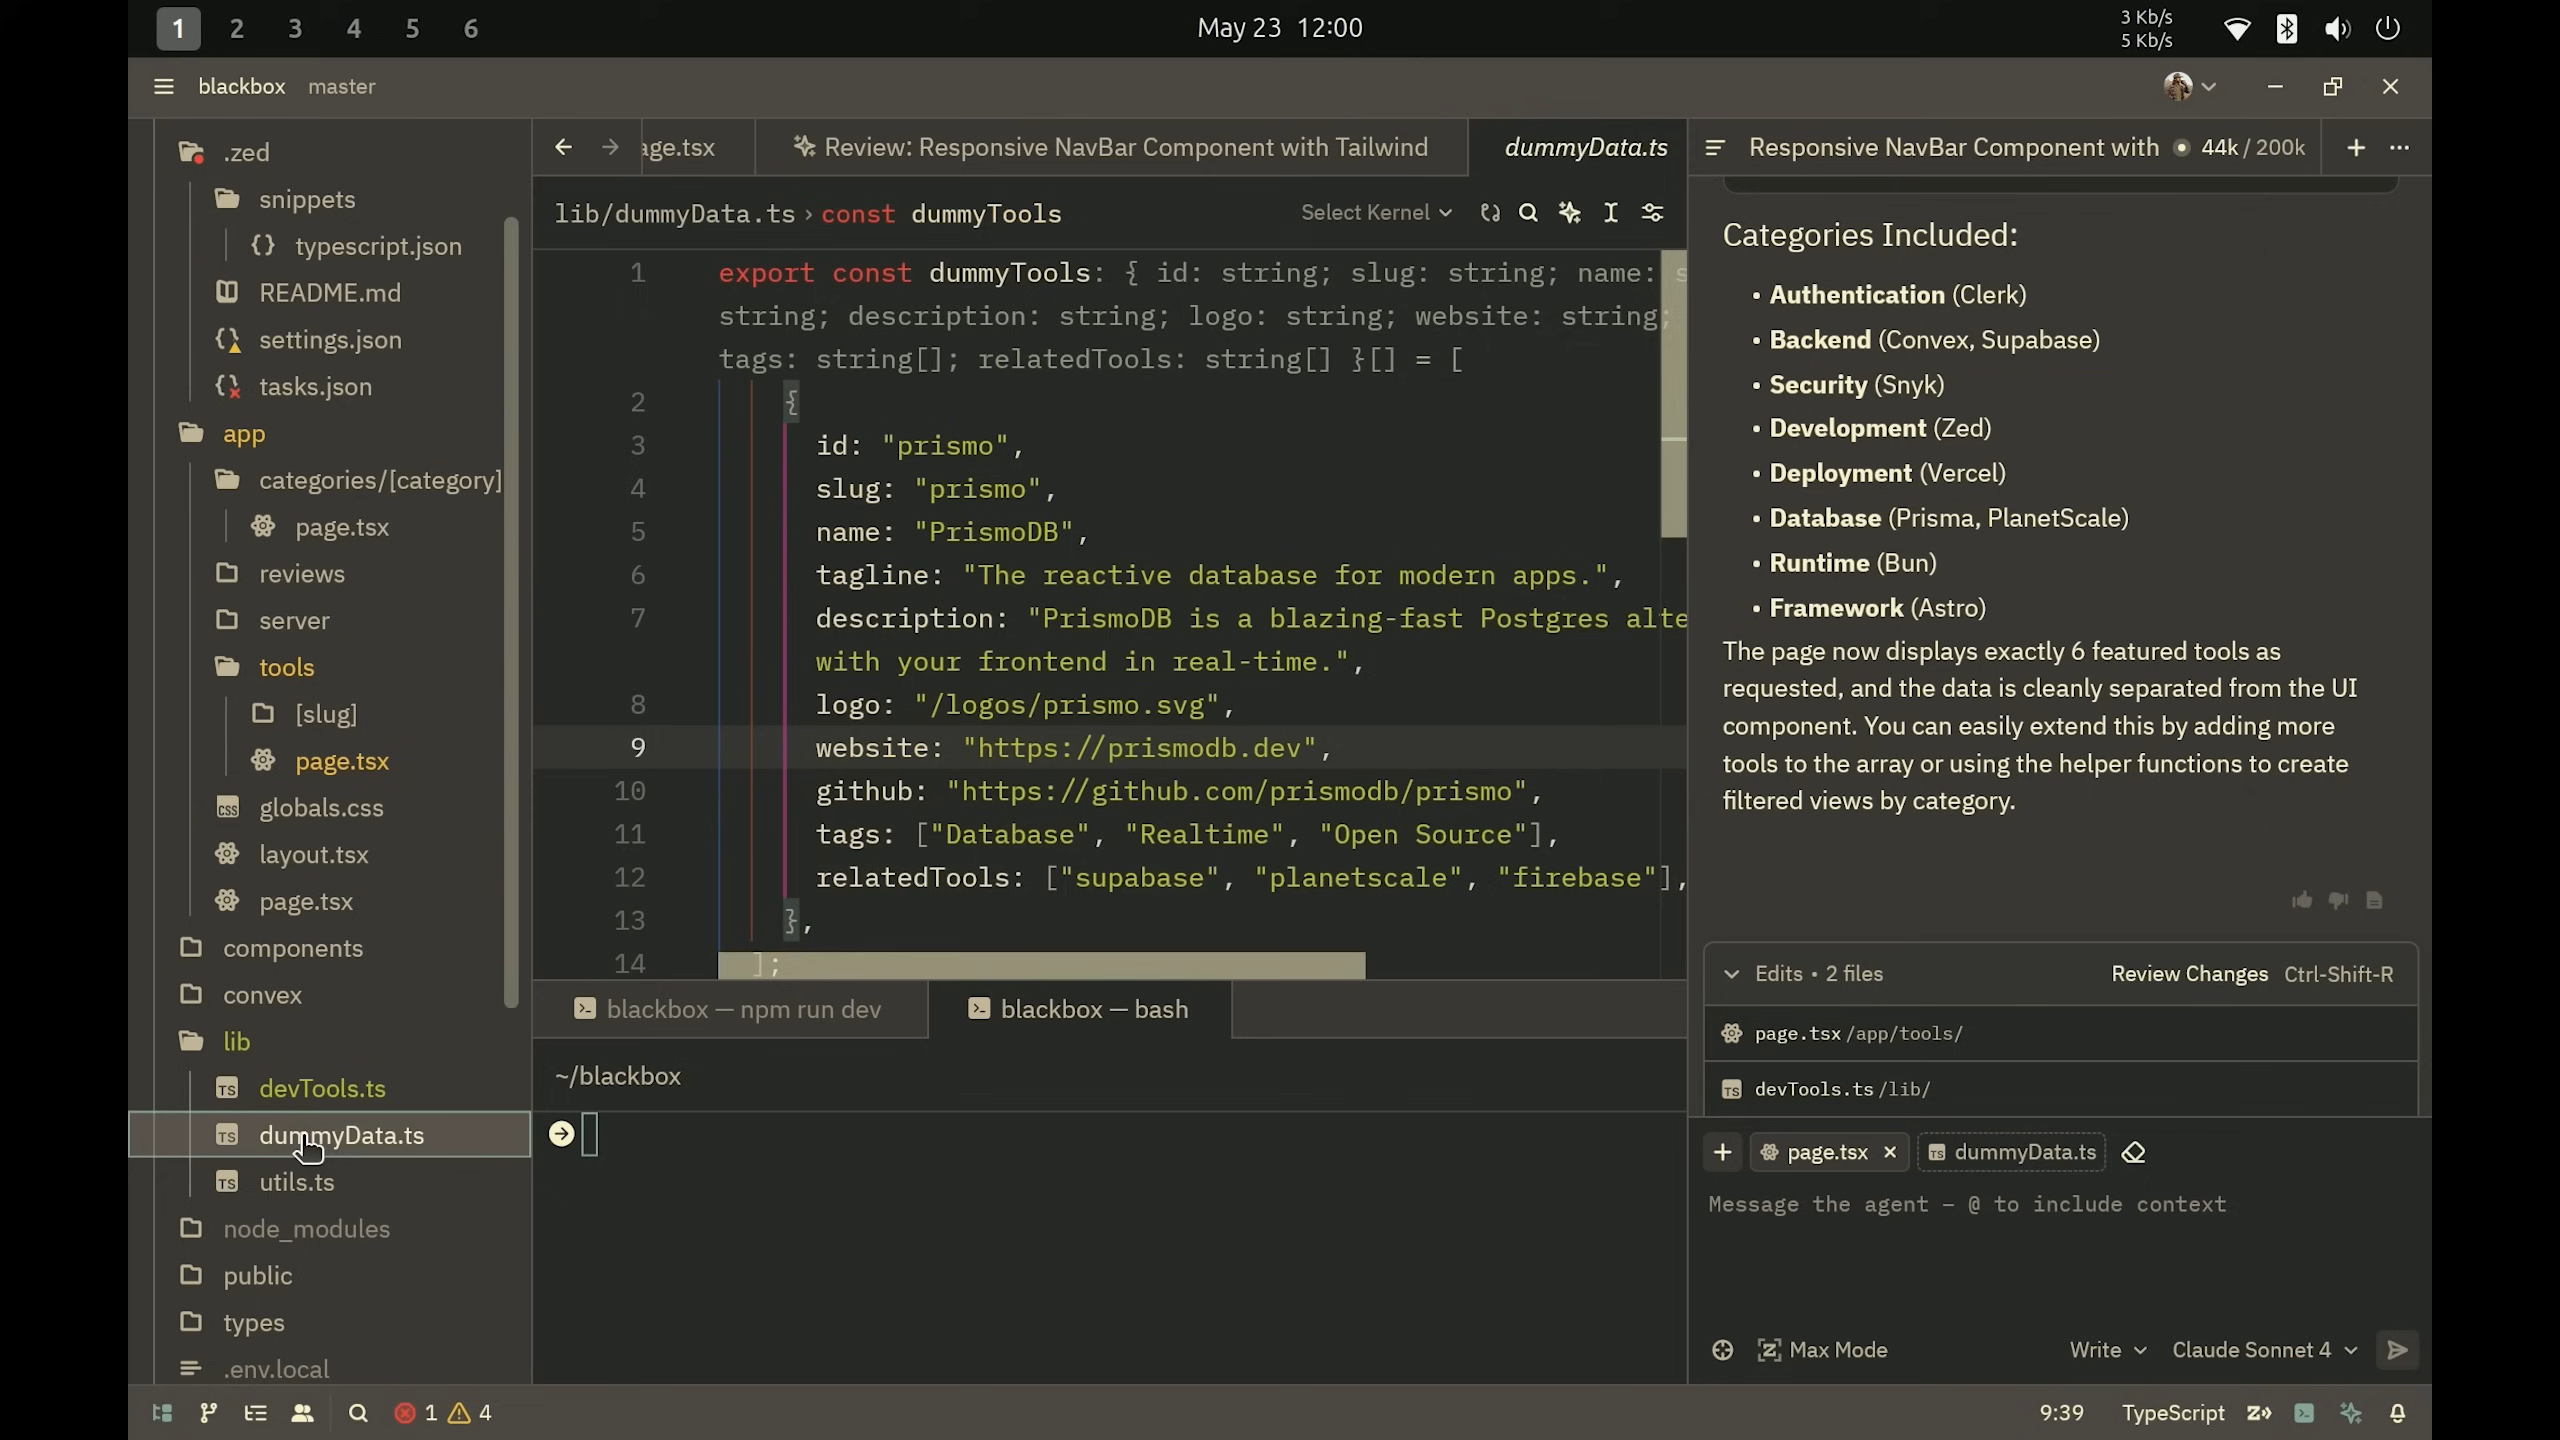 1 2 3 4 5 6
May 23 12:00
3 Kb/s
5 Kb/s
blackbox master
.zed
snippets
typescript.json
README.md
settings.json
tasks.json
app
categories/[category]
page.tsx
reviews
server
tools
[slug]
page.tsx
globals.css
layout.tsx
page.tsx
components
convex
lib
devTools.ts
dummyData.ts
utils.ts
node_modules
public
types
.env.local
age.tsx
Review: Responsive NavBar Component with Tailwind
dummyData.ts
lib/dummyData.ts › const dummyTools
Select Kernel
1 export const dummyTools: { id: string; slug: string; name: s
string; description: string; logo: string; website: string;
tags: string[]; relatedTools: string[] }[] = [
2 {
3 id: "prismo",
4 slug: "prismo",
5 name: "PrismoDB",
6 tagline: "The reactive database for modern apps.",
7 description: "PrismoDB is a blazing-fast Postgres alte
with your frontend in real-time.",
8 logo: "/logos/prismo.svg",
9 website: "https://prismodb.dev",
10 github: "https://github.com/prismodb/prismo",
11 tags: ["Database", "Realtime", "Open Source"],
12 relatedTools: ["supabase", "planetscale", "firebase"],
13 },
14 ];
blackbox — npm run dev
blackbox — bash
~/blackbox
Responsive NavBar Component with 44k / 200k
Categories Included:
• Authentication (Clerk)
• Backend (Convex, Supabase)
• Security (Snyk)
• Development (Zed)
• Deployment (Vercel)
• Database (Prisma, PlanetScale)
• Runtime (Bun)
• Framework (Astro)
The page now displays exactly 6 featured tools as
requested, and the data is cleanly separated from the UI
component. You can easily extend this by adding more
tools to the array or using the helper functions to create
filtered views by category.
Edits • 2 files Review Changes Ctrl-Shift-R
page.tsx /app/tools/
devTools.ts /lib/
page.tsx dummyData.ts
Message the agent – @ to include context
Max Mode Write Claude Sonnet 4
1 4
9:39 TypeScript